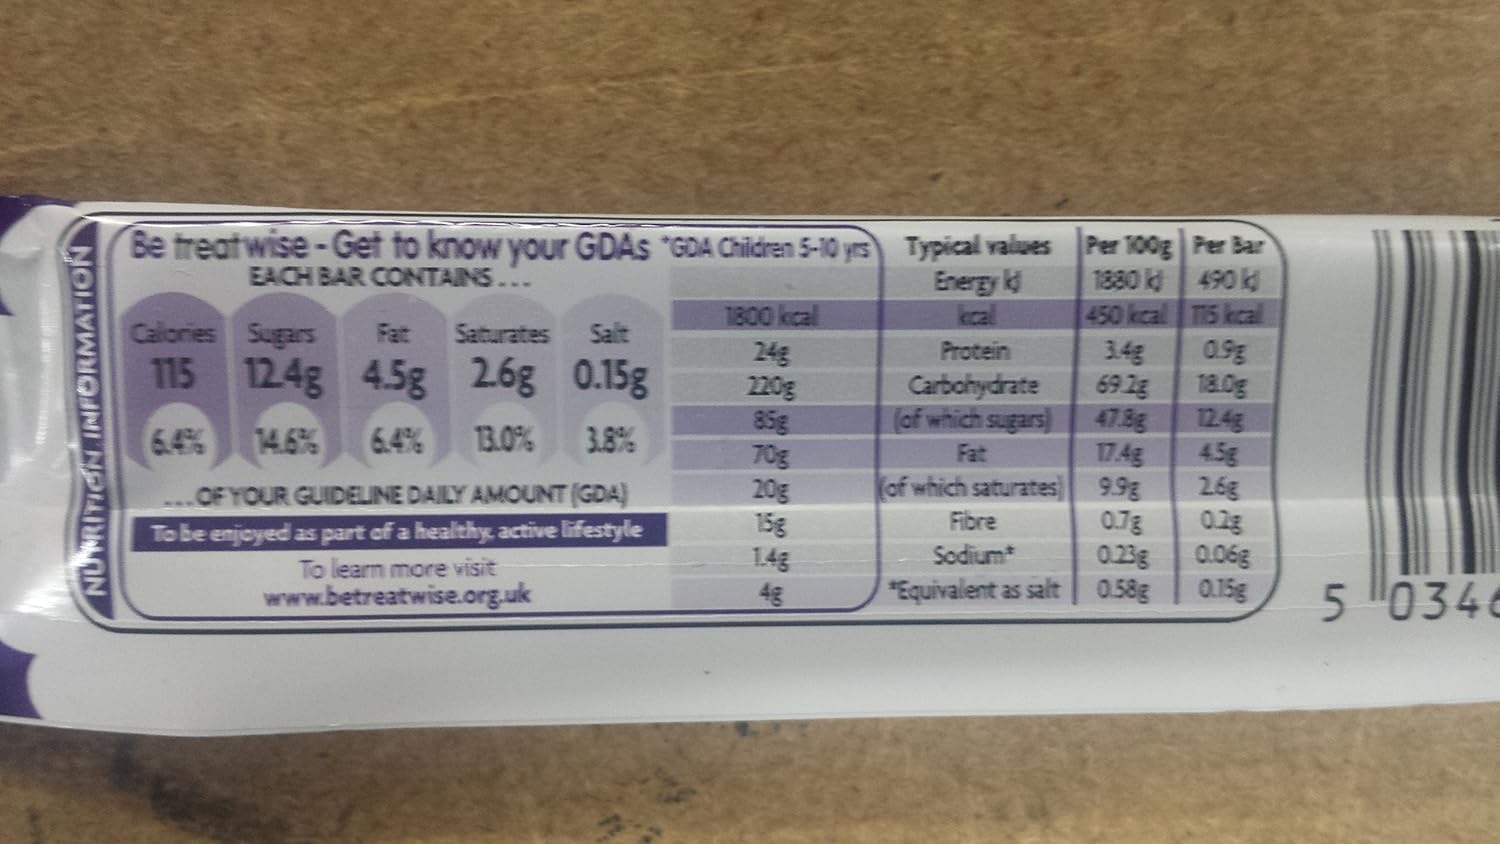 NUTRITION INFORMATION
Be treatwise - Get to know your GDAs
EACH BAR CONTAINS...
Calories Sugars Fat Saturates Salt
115 12.4g 4.5g 2.6g 0.15g
6.4% 14.6% 6.4% 13.0% 3.8%
...OF YOUR GUIDELINE DAILY AMOUNT (GDA)
To be enjoyed as part of a healthy, active lifestyle
To learn more visit
www.betreatwise.org.uk
*GDA Children 5-10 yrs Typical values Per 100g Per Bar
Energy kJ 1880 kJ 490 kJ
1800 kcal kcal 450 kcal 115 kcal
24g Protein 3.4g 0.9g
220g Carbohydrate 69.2g 18.0g
85g (of which sugars) 47.8g 12.4g
70g Fat 17.4g 4.5g
20g (of which saturates) 9.9g 2.6g
15g Fibre 0.7g 0.2g
1.4g Sodium* 0.23g 0.06g
4g *Equivalent as salt 0.58g 0.15g
5 0346